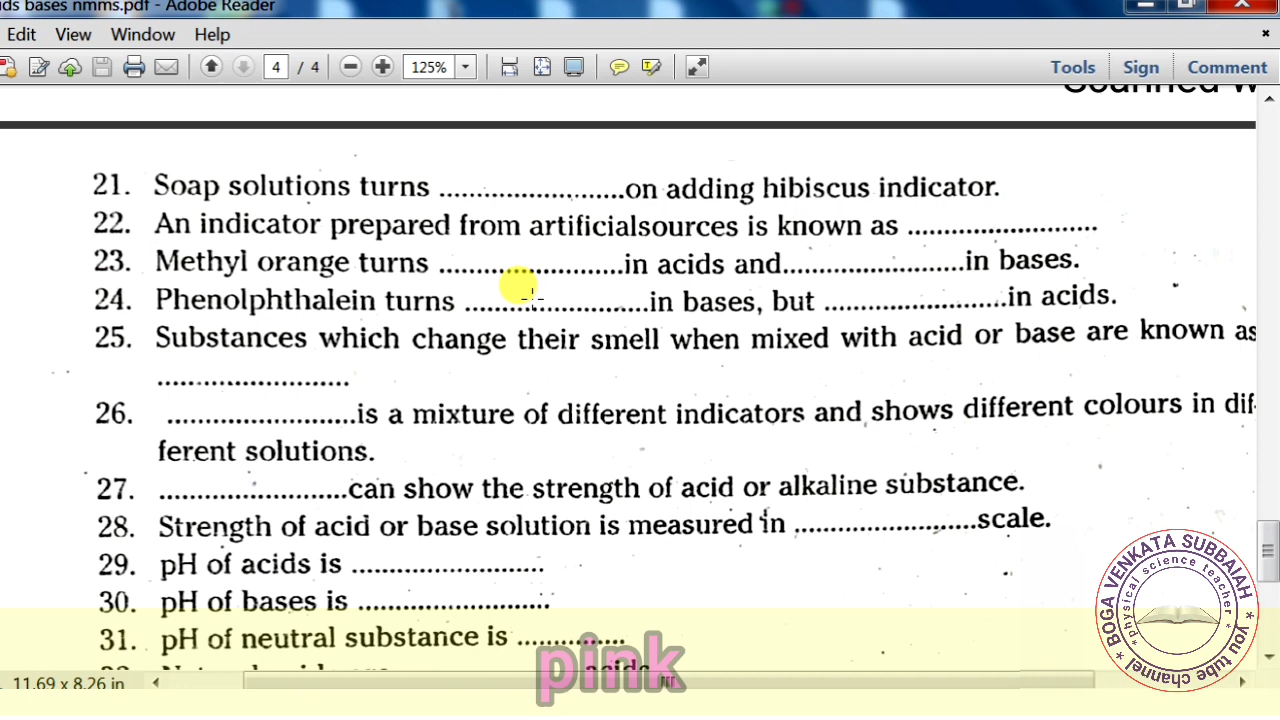 ids bases nmms.pdf - Adobe Reader
Edit View Window Help
4 / 4 125% Tools Sign Comment
21. Soap solutions turns ........................on adding hibiscus indicator.
22. An indicator prepared from artificialsources is known as ........................
23. Methyl orange turns ........................in acids and........................in bases.
24. Phenolphthalein turns ........................in bases, but ........................in acids.
25. Substances which change their smell when mixed with acid or base are known as
........................
26. ........................is a mixture of different indicators and shows different colours in dif-
ferent solutions.
27. ........................can show the strength of acid or alkaline substance.
28. Strength of acid or base solution is measured in ........................scale.
29. pH of acids is ........................
30. pH of bases is ........................
31. pH of neutral substance is ..............
pink
11.69 x 8.26 in
* BOGA VENKATA SUBBAIAH * you tube channel
*physical science teacher*